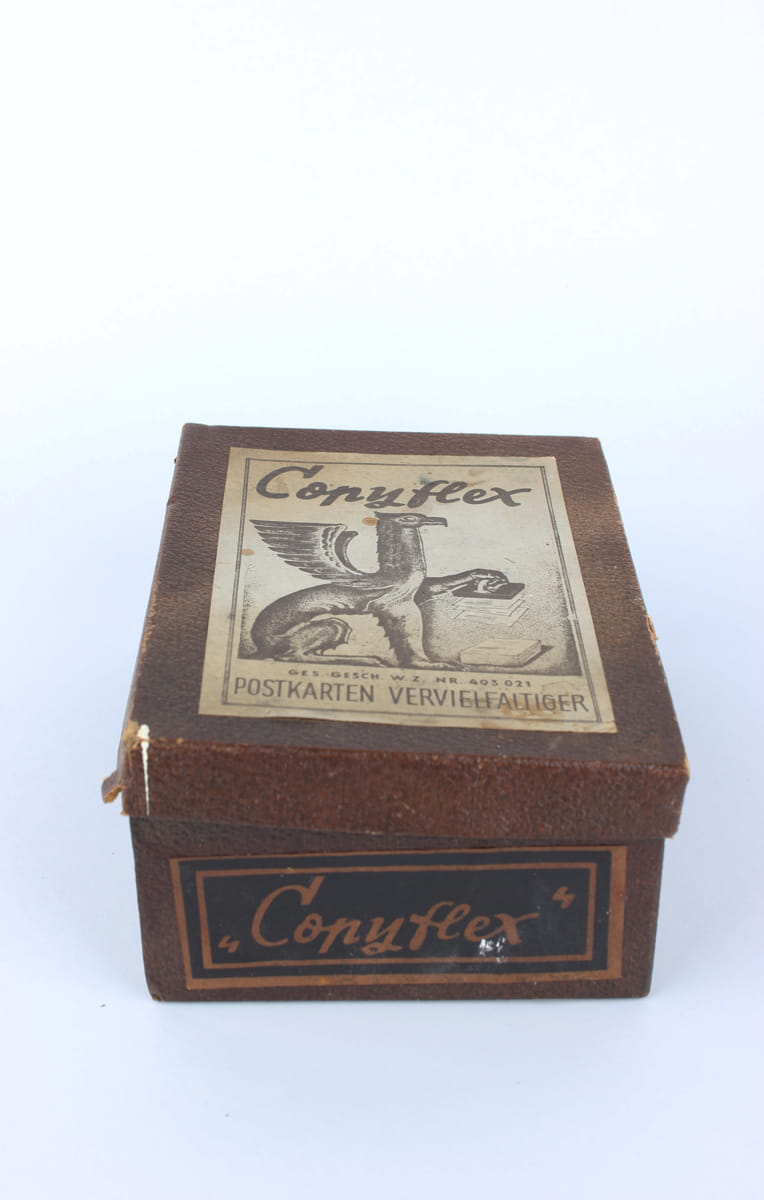 Copyflex
GES. GESCH. W. Z. NR. 403 021
POSTKARTEN VERVIELFÄLTIGER
„Copyflex“